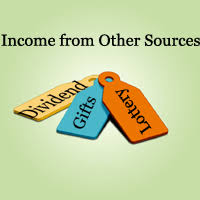 Income from Other Sources
Dividend
Gifts
Lottery